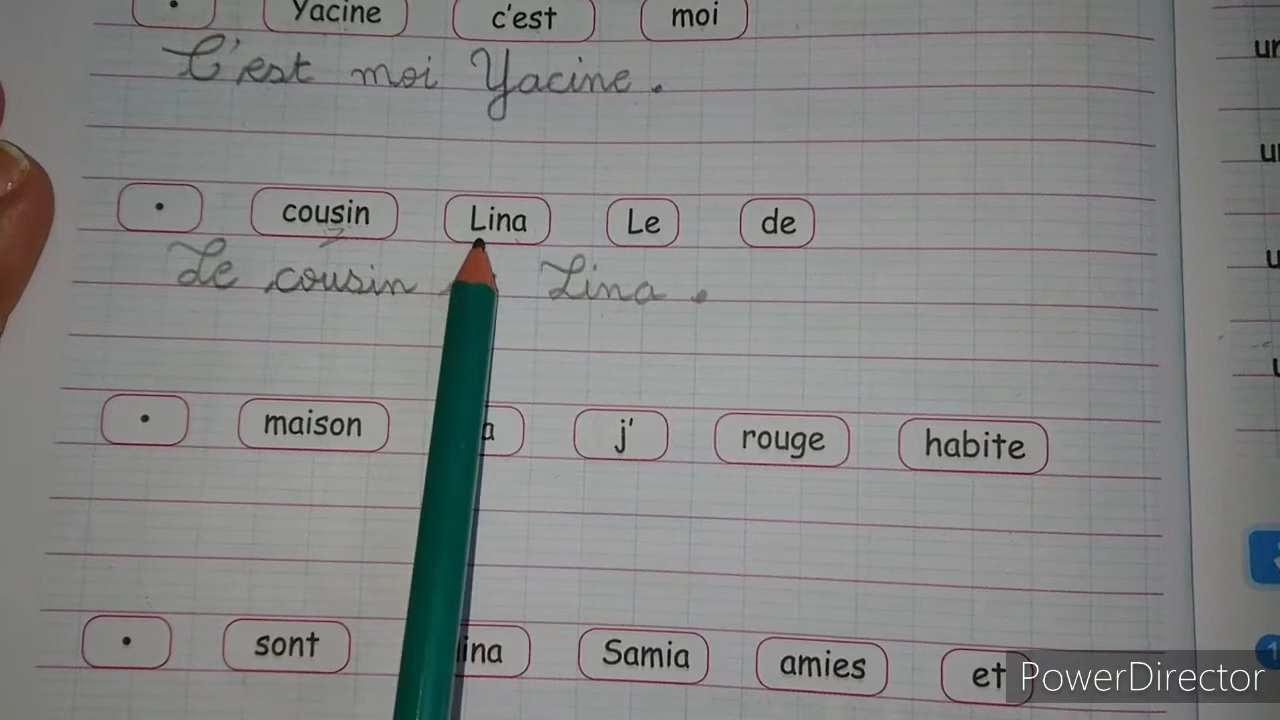 • Yacine c'est moi
C'est moi Yacine.
• cousin Lina Le de
Le cousin Lina.
• maison a j' rouge habite
• sont ina Samia amies et
PowerDirector